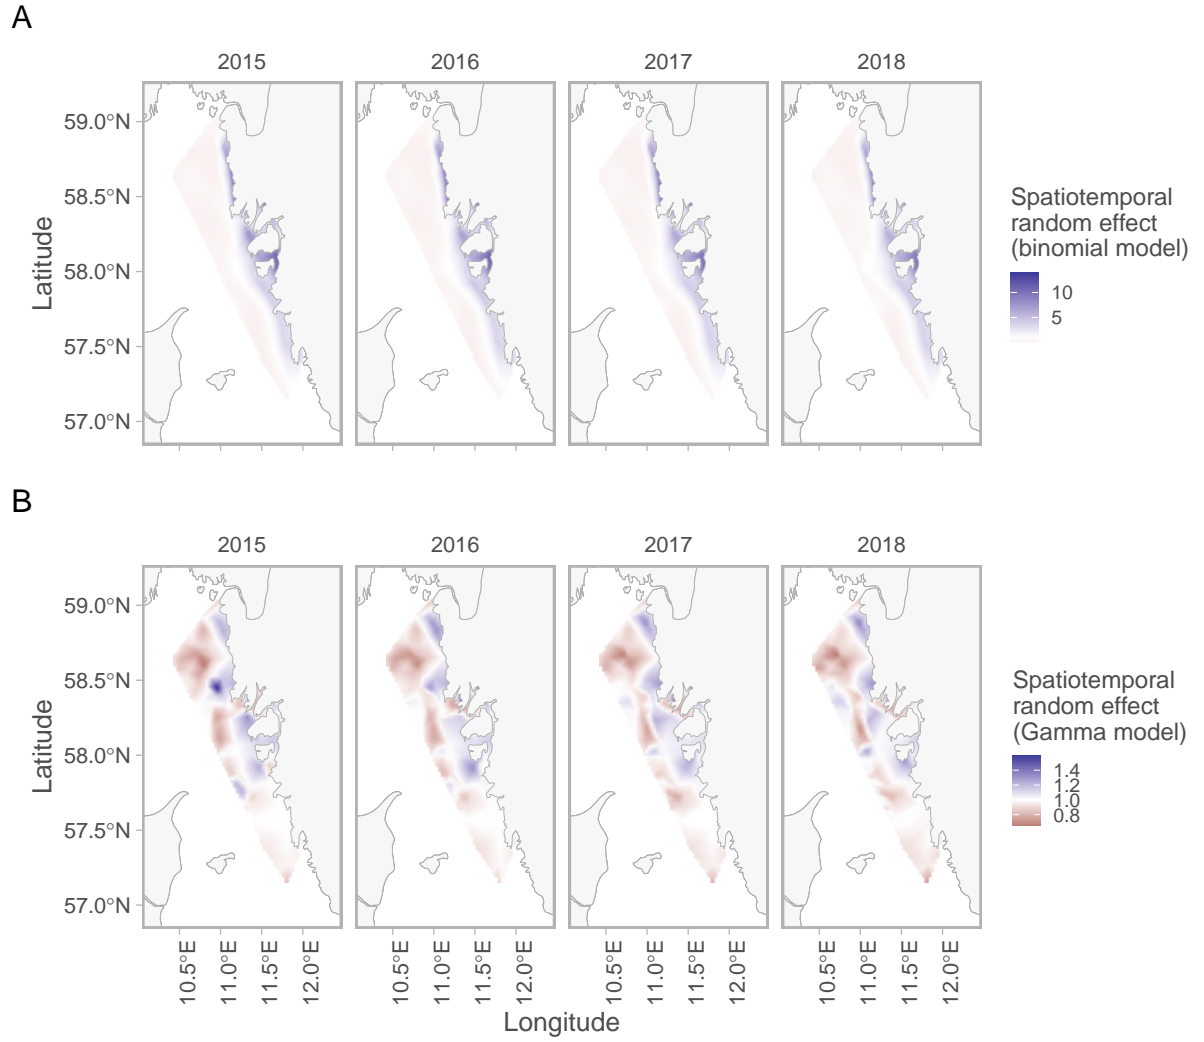 A
2015 2016 2017 2018
59.0°N
58.5°N
58.0°N
57.5°N
57.0°N
Latitude
Spatiotemporal
random effect
(binomial model)
10
5
B
2015 2016 2017 2018
59.0°N
58.5°N
58.0°N
57.5°N
57.0°N
Latitude
Spatiotemporal
random effect
(Gamma model)
1.4
1.2
1.0
0.8
10.5°E 11.0°E 11.5°E 12.0°E 10.5°E 11.0°E 11.5°E 12.0°E 10.5°E 11.0°E 11.5°E 12.0°E 10.5°E 11.0°E 11.5°E 12.0°E
Longitude